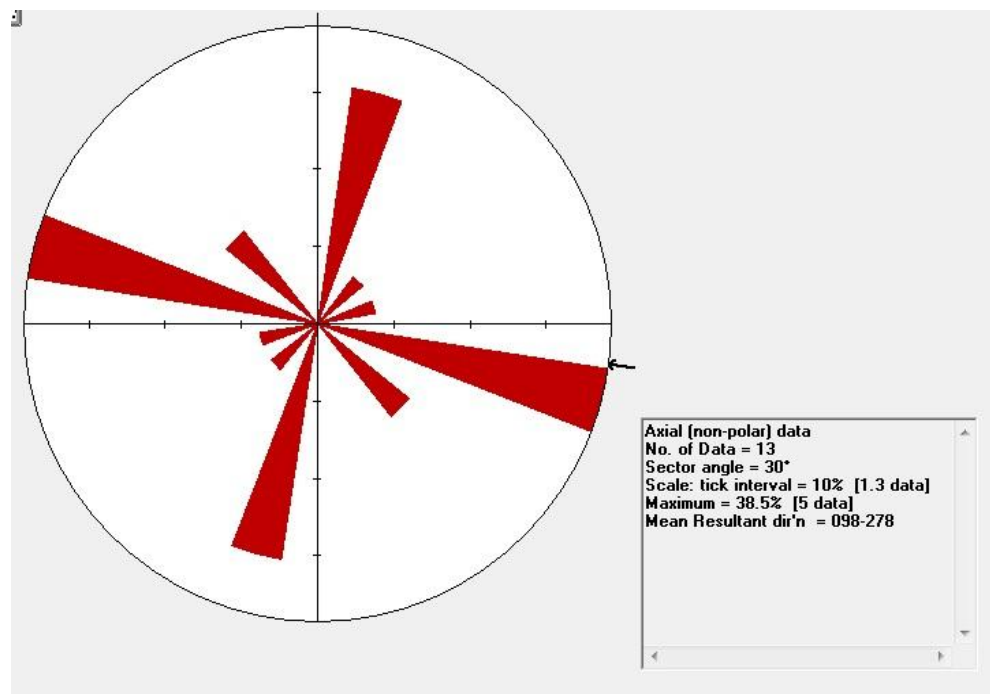 Axial (non-polar) data
No. of Data = 13
Sector angle = 30°
Scale: tick interval = 10%  [1.3 data]
Maximum = 38.5%  [5 data]
Mean Resultant dir'n  = 098-278